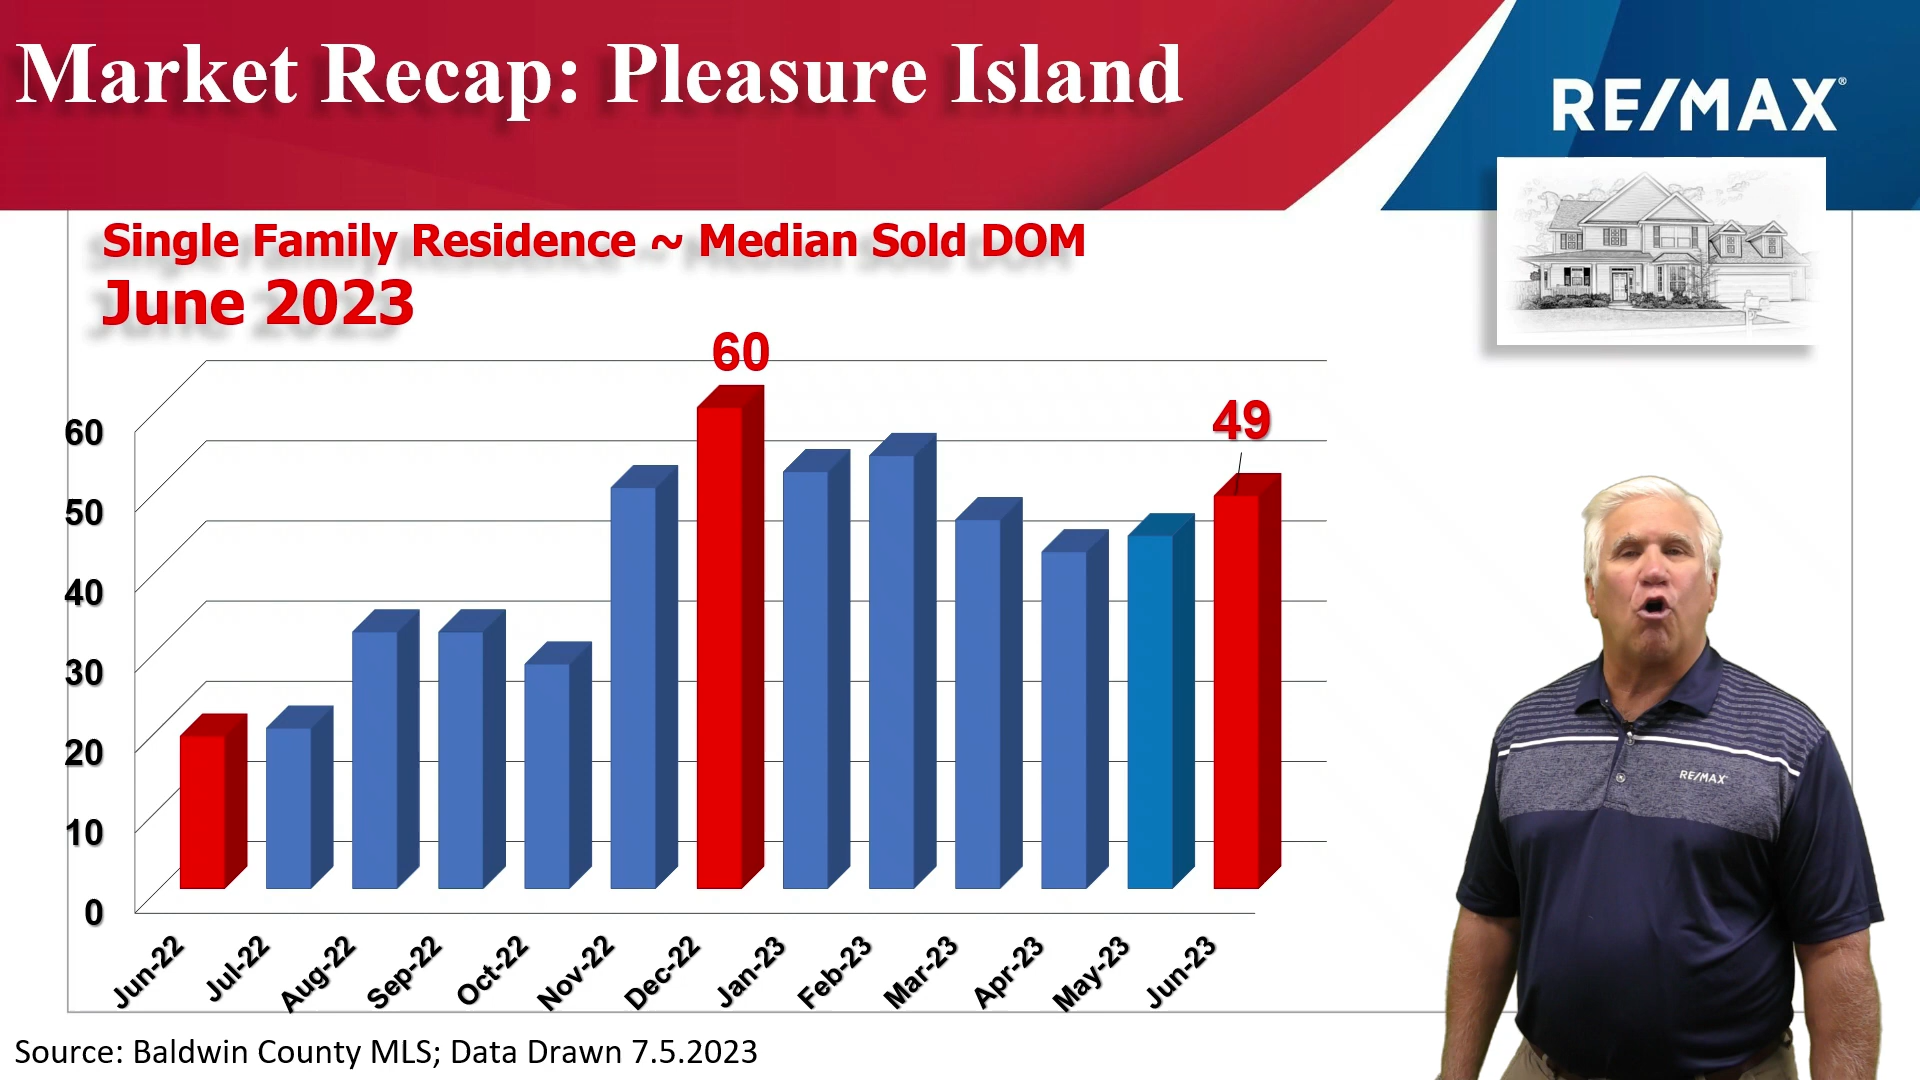 Market Recap: Pleasure Island
RE/MAX®
Single Family Residence ~ Median Sold DOM
June 2023
60
49
60
50
40
30
20
10
0
Jun-22
Jul-22
Aug-22
Sep-22
Oct-22
Nov-22
Dec-22
Jan-23
Feb-23
Mar-23
Apr-23
May-23
Jun-23
RE/MAX
Source: Baldwin County MLS; Data Drawn 7.5.2023